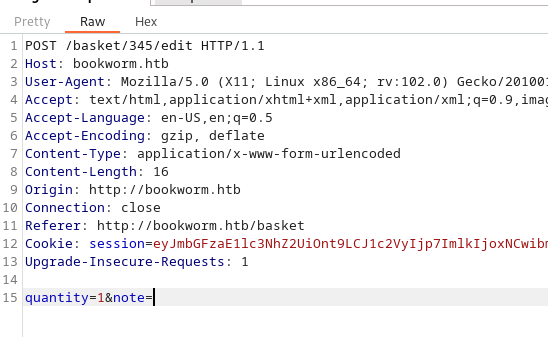 Pretty Raw Hex
1 POST /basket/345/edit HTTP/1.1
2 Host: bookworm.htb
3 User-Agent: Mozilla/5.0 (X11; Linux x86_64; rv:102.0) Gecko/201001
4 Accept: text/html,application/xhtml+xml,application/xml;q=0.9,imag
5 Accept-Language: en-US,en;q=0.5
6 Accept-Encoding: gzip, deflate
7 Content-Type: application/x-www-form-urlencoded
8 Content-Length: 16
9 Origin: http://bookworm.htb
10 Connection: close
11 Referer: http://bookworm.htb/basket
12 Cookie: session=eyJmbGFzaE1lc3NhZ2UiOnt9LCJ1c2VyIjp7ImlkIjoxNCwibm
13 Upgrade-Insecure-Requests: 1
14
15 quantity=1&note=